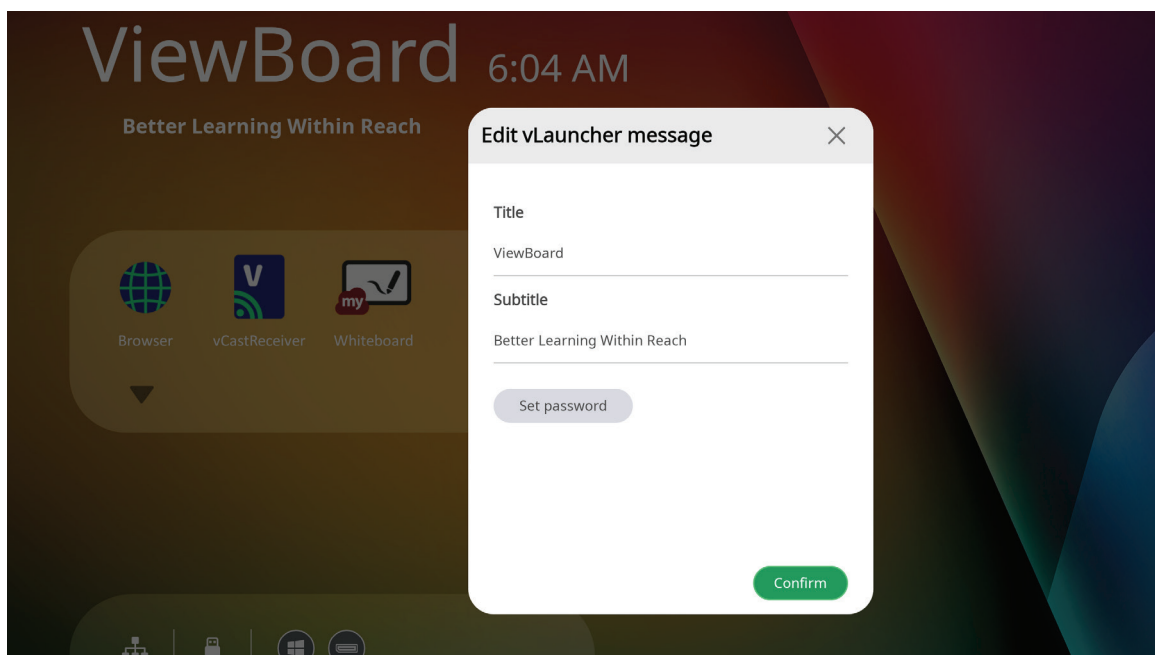 ViewBoard 6:04 AM
Better Learning Within Reach
Edit vLauncher message
Title
ViewBoard
Subtitle
Better Learning Within Reach
Set password
Confirm
V
my
Browser vCastReceiver Whiteboard